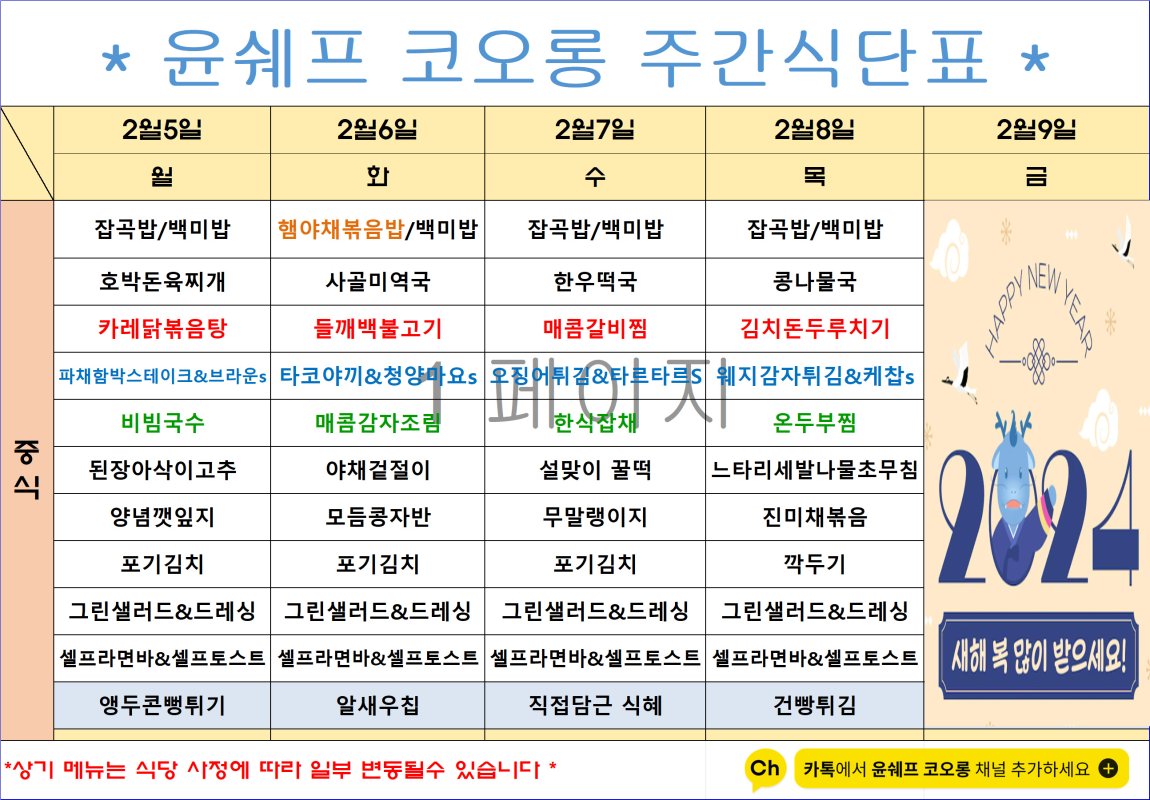 * 윤쉐프 코오롱 주간식단표 *
2월5일 2월6일 2월7일 2월8일 2월9일
월 화 수 목 금
중식
잡곡밥/백미밥 햄야채볶음밥/백미밥 잡곡밥/백미밥 잡곡밥/백미밥
호박돈육찌개 사골미역국 한우떡국 콩나물국
카레닭볶음탕 들깨백불고기 매콤갈비찜 김치돈두루치기
파채함박스테이크&브라운s 타코야끼&청양마요s 오징어튀김&타르타르S 웨지감자튀김&케찹s
비빔국수 매콤감자조림 한식잡채 온두부찜
된장아삭이고추 야채겉절이 설맞이 꿀떡 느타리세발나물초무침
양념깻잎지 모듬콩자반 무말랭이지 진미채볶음
포기김치 포기김치 포기김치 깍두기
그린샐러드&드레싱 그린샐러드&드레싱 그린샐러드&드레싱 그린샐러드&드레싱
셀프라면바&셀프토스트 셀프라면바&셀프토스트 셀프라면바&셀프토스트 셀프라면바&셀프토스트
앵두콘뻥튀기 알새우칩 직접담근 식혜 건빵튀김
1 페이지
HAPPY NEW YEAR
2024
새해 복 많이 받으세요!
*상기 메뉴는 식당 사정에 따라 일부 변동될수 있습니다 *
Ch 카톡에서 윤쉐프 코오롱 채널 추가하세요